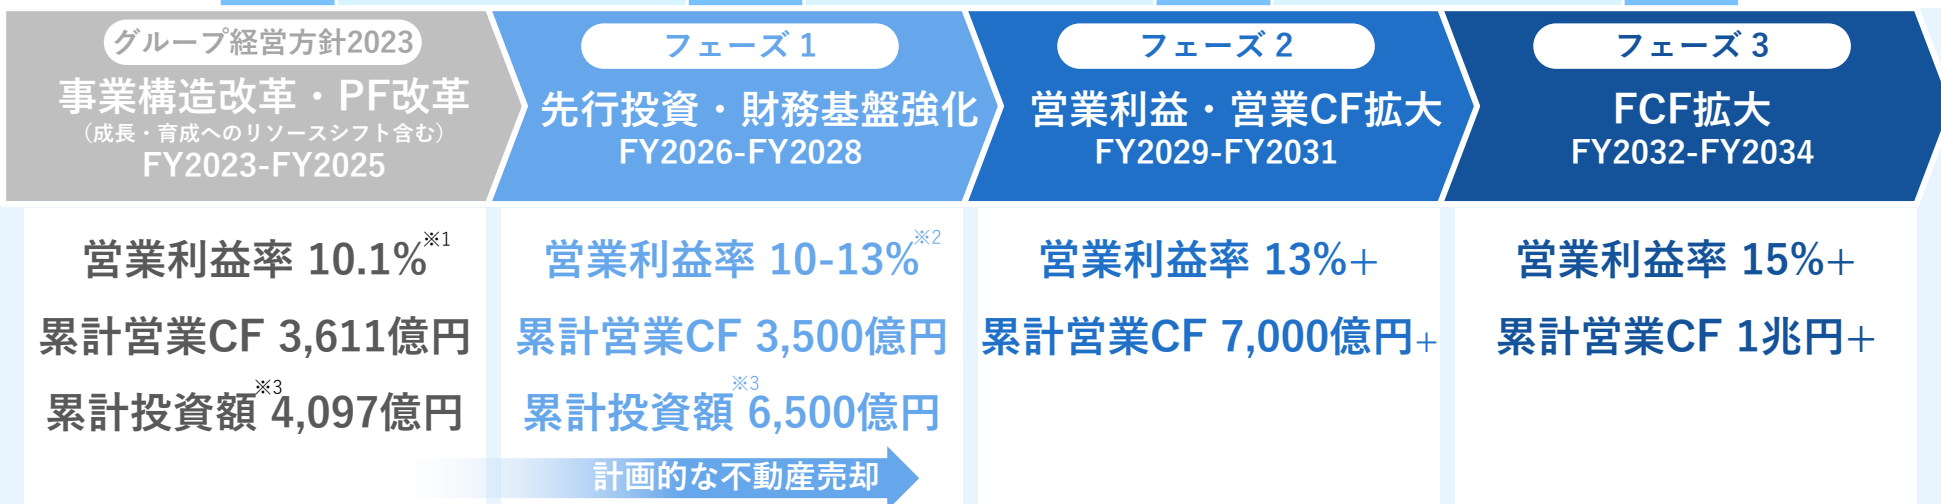 グループ経営方針2023
事業構造改革・PF改革
（成長・育成へのリソースシフト含む）
FY2023-FY2025
フェーズ 1
先行投資・財務基盤強化
FY2026-FY2028
フェーズ 2
営業利益・営業CF拡大
FY2029-FY2031
フェーズ 3
FCF拡大
FY2032-FY2034
営業利益率 10.1%※1
累計営業CF 3,611億円
累計投資額※3 4,097億円
営業利益率 10-13%※2
累計営業CF 3,500億円
累計投資額※3 6,500億円
計画的な不動産売却
営業利益率 13%+
累計営業CF 7,000億円+
営業利益率 15%+
累計営業CF 1兆円+